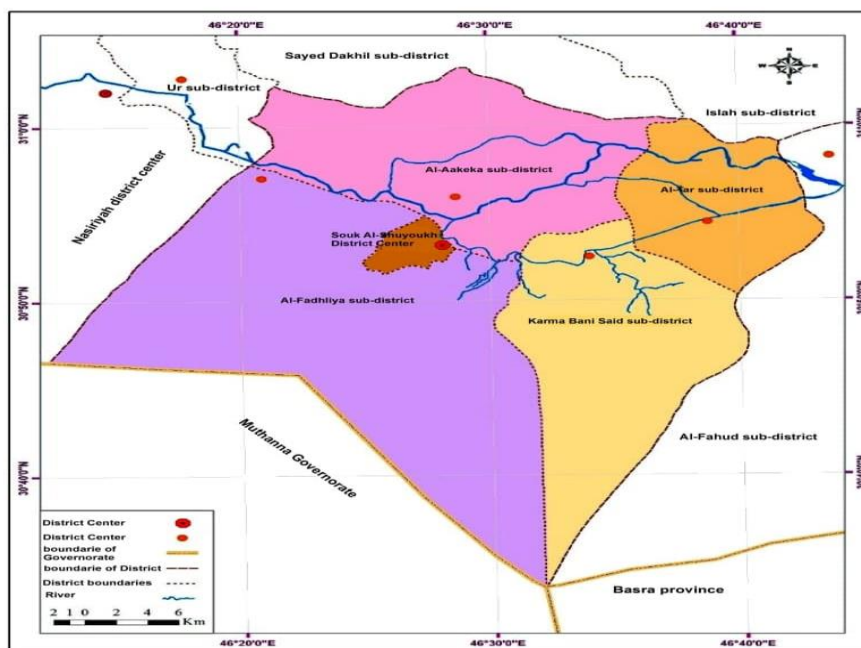 46°20'0"E 46°30'0"E 46°40'0"E
Sayed Dakhil sub-district
Ur sub-district
N
W E
S
Islah sub-district
31°0'0"N
Nasiriyah district center
Al-Aakeka sub-district
Al-Tar sub-district
Souk Al-Shuyoukh
District Center
Al-Fadhliya sub-district
30°50'0"N
Karma Bani Said sub-district
Muthanna Governorate
Al-Fahud sub-district
30°40'0"N
District Center
District Center
boundarie of
Governorate
boundarie of District
District boundaries
River
2 1 0 2 4 6
Km
Basra province
46°20'0"E 46°30'0"E 46°40'0"E